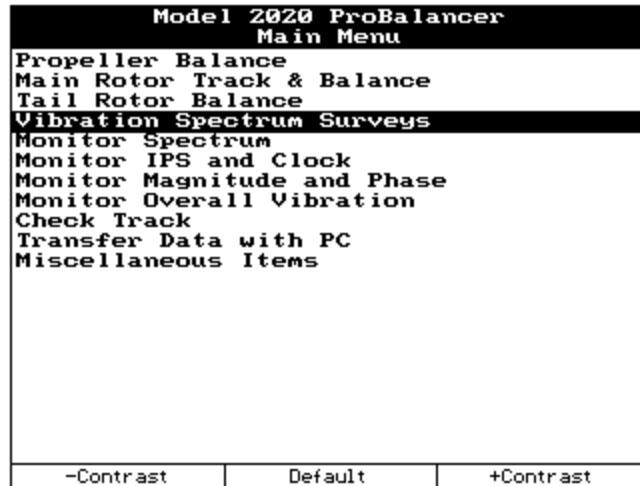 Model 2020 ProBalancer
Main Menu
Propeller Balance
Main Rotor Track & Balance
Tail Rotor Balance
Vibration Spectrum Surveys
Monitor Spectrum
Monitor IPS and Clock
Monitor Magnitude and Phase
Monitor Overall Vibration
Check Track
Transfer Data with PC
Miscellaneous Items
-Contrast Default +Contrast